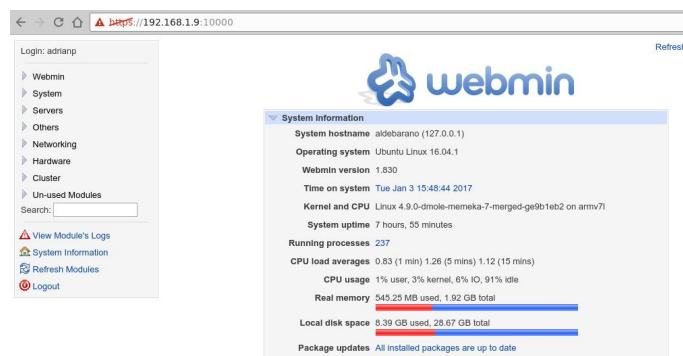 https://192.168.1.9:10000
Login: adrianp
Webmin
System
Servers
Others
Networking
Hardware
Cluster
Un-used Modules
Search:
View Module's Logs
System Information
Refresh Modules
Logout
Refresh
webmin
System Information
System hostname aldebarano (127.0.0.1)
Operating system Ubuntu Linux 16.04.1
Webmin version 1.830
Time on system Tue Jan 3 15:48:44 2017
Kernel and CPU Linux 4.9.0-dmole-memeka-7-merged-ge9b1eb2 on armv7l
System uptime 7 hours, 55 minutes
Running processes 237
CPU load averages 0.83 (1 min) 1.26 (5 mins) 1.12 (15 mins)
CPU usage 1% user, 3% kernel, 6% IO, 91% idle
Real memory 545.25 MB used, 1.92 GB total
Local disk space 8.39 GB used, 28.67 GB total
Package updates All installed packages are up to date